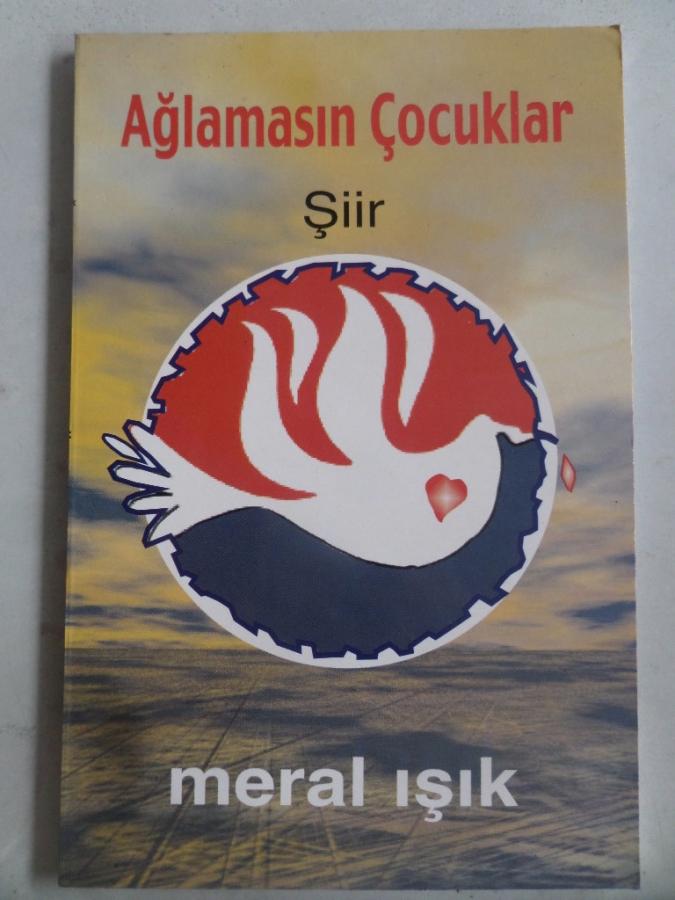 Ağlamasın Çocuklar
Şiir
meral ışık